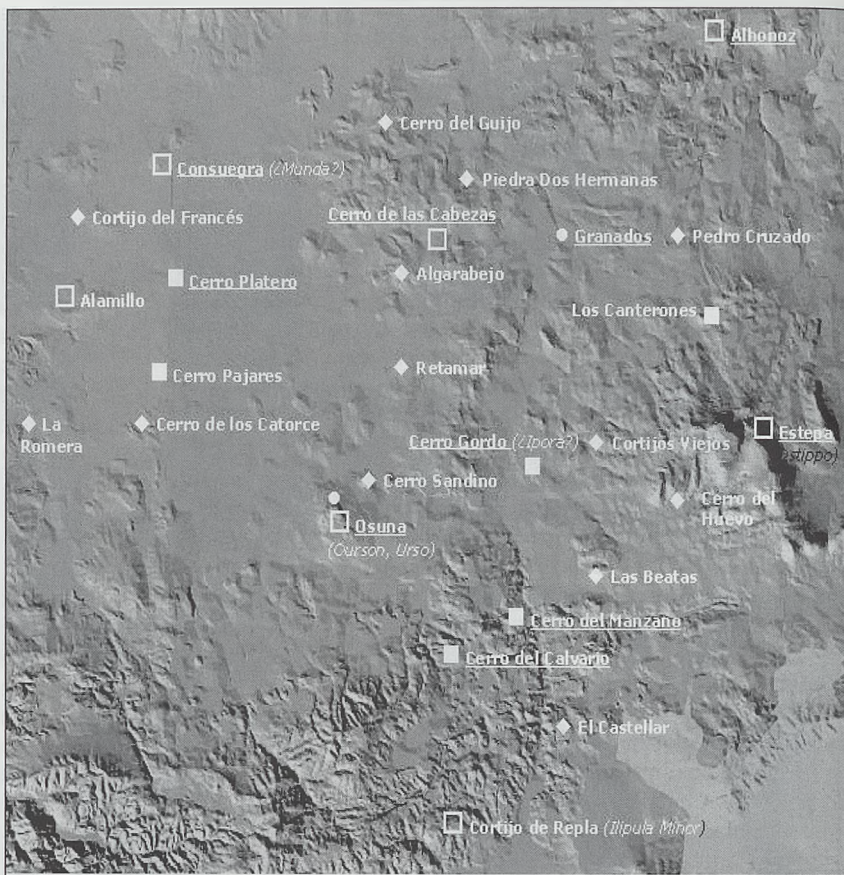 Alhonoz
Cerro del Guijo
Consuegra (¿Munda?)
Piedra Dos Hermanas
Cortijo del Francés
Cerro de las Cabezas
Granados
Pedro Cruzado
Cerro Platero
Algarabejo
Alamillo
Los Canterones
Cerro Pajares
Retamar
La
Romera
Cerro de los Catorce
Cerro Gordo (¿Ipora?)
Cortijos Viejos
Estepa
Cerro Sandino
Cerro del
Huevo
Osuna
(Ourson, Urso)
Las Beatas
Cerro del Manzano
Cerro del Calvario
El Castellar
Cortijo de Repla (Ilipula Minor)